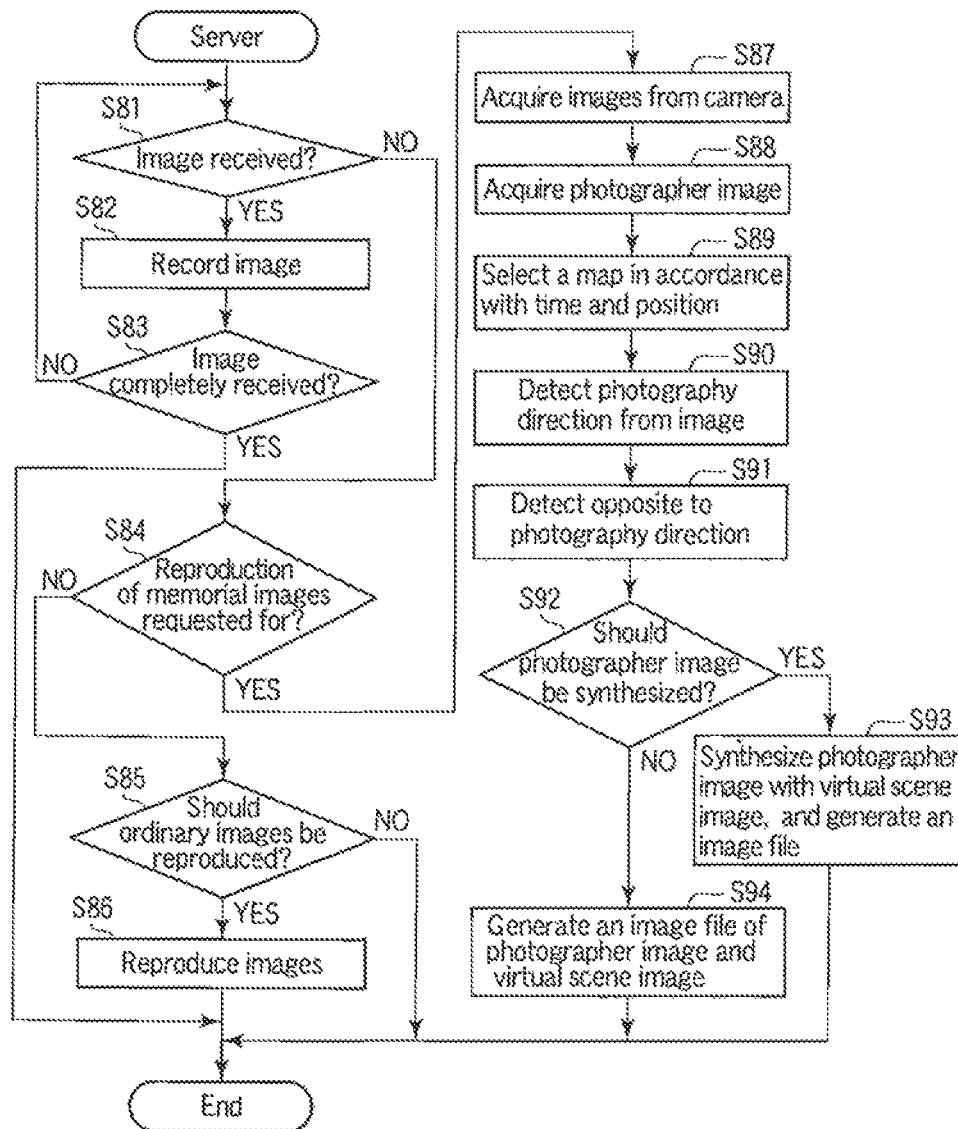 Server
S81
Image received?
NO
YES
S82
Record image
S83
Image
completely received?
NO
YES
S84
Reproduction
of memorial images
requested for?
NO
YES
S85
Should
ordinary images be
reproduced?
NO
YES
S86
Reproduce images
End
S87
Acquire images from camera
S88
Acquire photographer image
S89
Select a map in accordance
with time and position
S90
Detect photography
direction from image
S91
Detect opposite to
photography direction
S92
Should
photographer image
be synthesized?
YES
NO
S93
Synthesize photographer
image with virtual scene
image, and generate an
image file
S94
Generate an image file of
photographer image and
virtual scene image